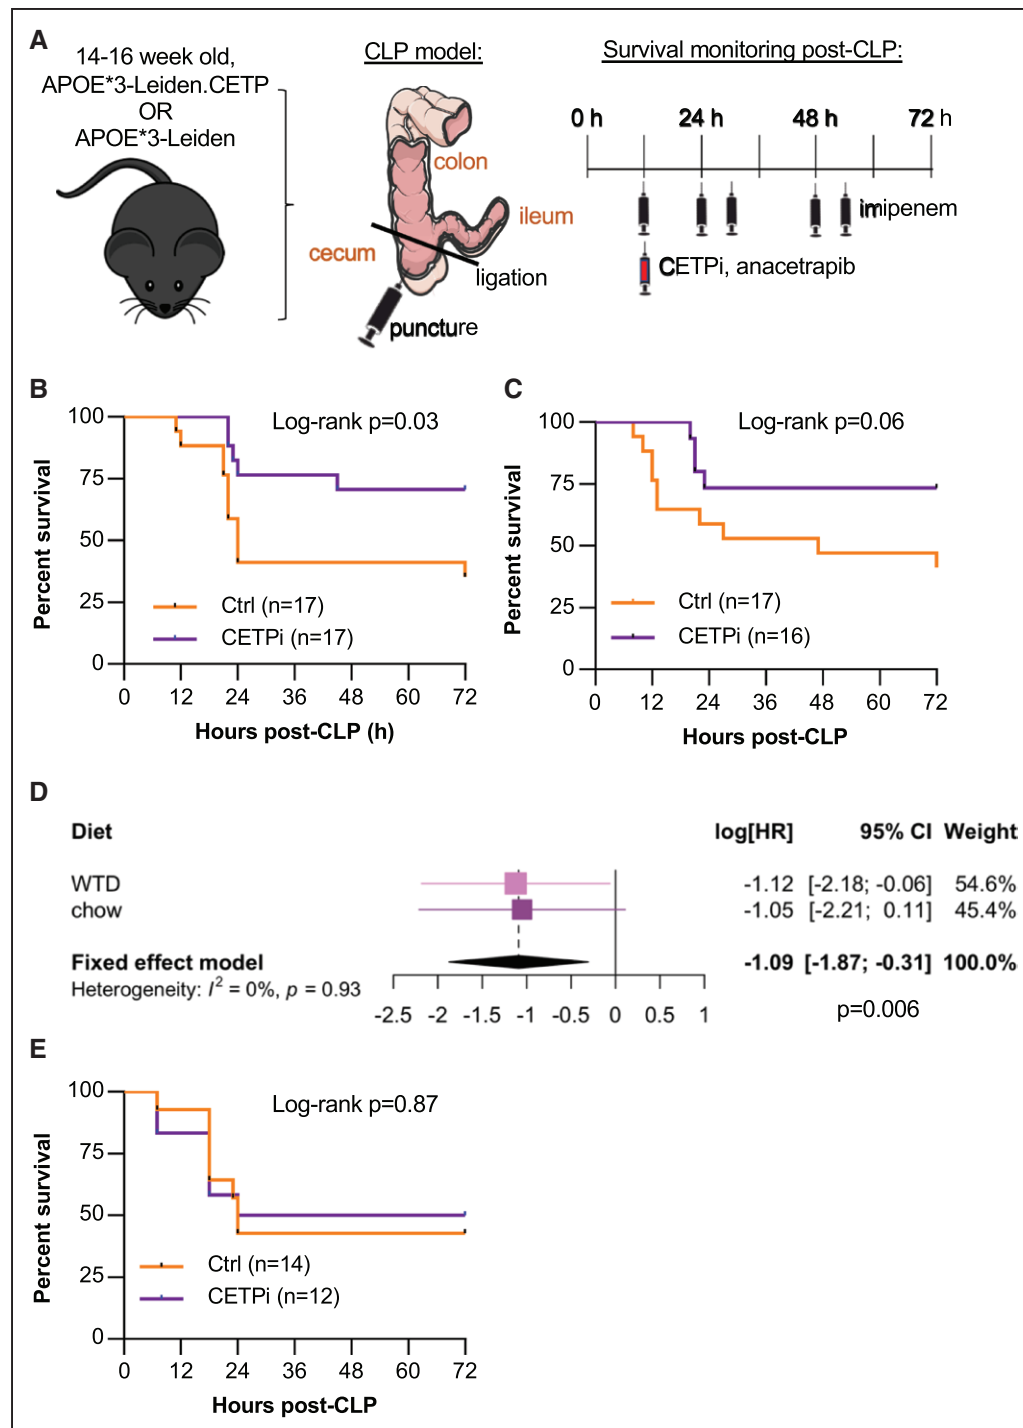 A
14-16 week old,
APOE*3-Leiden.CETP
OR
APOE*3-Leiden
CLP model:
colon
ileum
cecum
ligation
puncture
Survival monitoring post-CLP:
0 h 24 h 48 h 72 h
imipenem
CETPi, anacetrapib
B
Log-rank p=0.03
Percent survival
100
75
50
25
0
Ctrl (n=17)
CETPi (n=17)
0 12 24 36 48 60 72
Hours post-CLP (h)
C
Log-rank p=0.06
Percent survival
100
75
50
25
0
Ctrl (n=17)
CETPi (n=16)
0 12 24 36 48 60 72
Hours post-CLP
D
Diet log[HR] 95% CI Weight
WTD -1.12 [-2.18; -0.06] 54.6%
chow -1.05 [-2.21; 0.11] 45.4%
Fixed effect model -1.09 [-1.87; -0.31] 100.0%
Heterogeneity: I² = 0%, p = 0.93
p=0.006
-2.5 -2 -1.5 -1 -0.5 0 0.5 1
E
Log-rank p=0.87
Percent survival
100
75
50
25
0
Ctrl (n=14)
CETPi (n=12)
0 12 24 36 48 60 72
Hours post-CLP